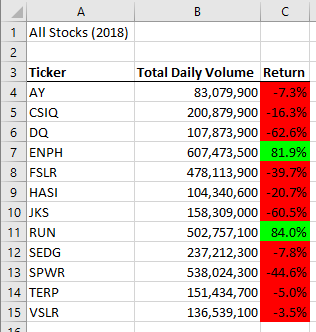 A B C
1 All Stocks (2018)
2
3 Ticker Total Daily Volume Return
4 AY 83,079,900 -7.3%
5 CSIQ 200,879,900 -16.3%
6 DQ 107,873,900 -62.6%
7 ENPH 607,473,500 81.9%
8 FSLR 478,113,900 -39.7%
9 HASI 104,340,600 -20.7%
10 JKS 158,309,000 -60.5%
11 RUN 502,757,100 84.0%
12 SEDG 237,212,300 -7.8%
13 SPWR 538,024,300 -44.6%
14 TERP 151,434,700 -5.0%
15 VSLR 136,539,100 -3.5%